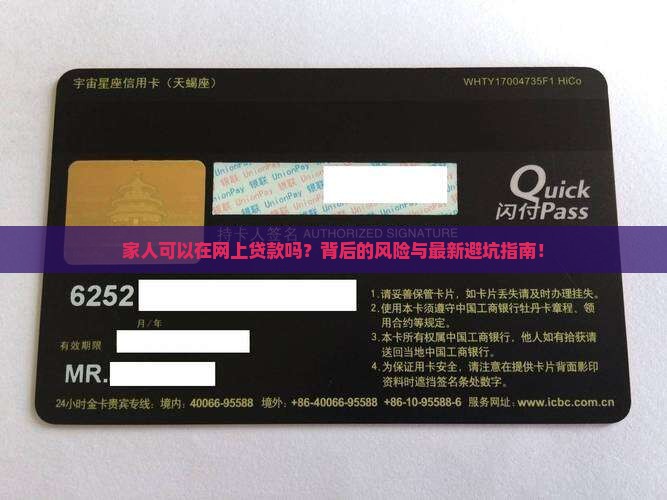 宇宙星座信用卡（天蝎座）
WHTY17004735F1 HiCo
UnionPay 银联 UnionPay 银联 UnionPay
Quick
闪付Pass
持卡人签名 AUTHORIZED SIGNATURE
家人可以在网上贷款吗？背后的风险与最新避坑指南！
6252
月/年
有效期限
MR.
1.请妥善保管卡片，如卡片丢失请及时办理挂失。
2.使用本卡须遵守中国工商银行牡丹卡章程、领
用合约等规定。
3.本卡所有权属中国工商银行，他人如有拾获请
送回当地中国工商银行。
4.为保证用卡安全，请注意在提供卡片背面影印
资料时遮挡签名条处数字。
24小时金卡贵宾专线：境内：40066-95588 境外：+86-40066-95588 +86-10-95588-6 服务网址：www.icbc.com.cn